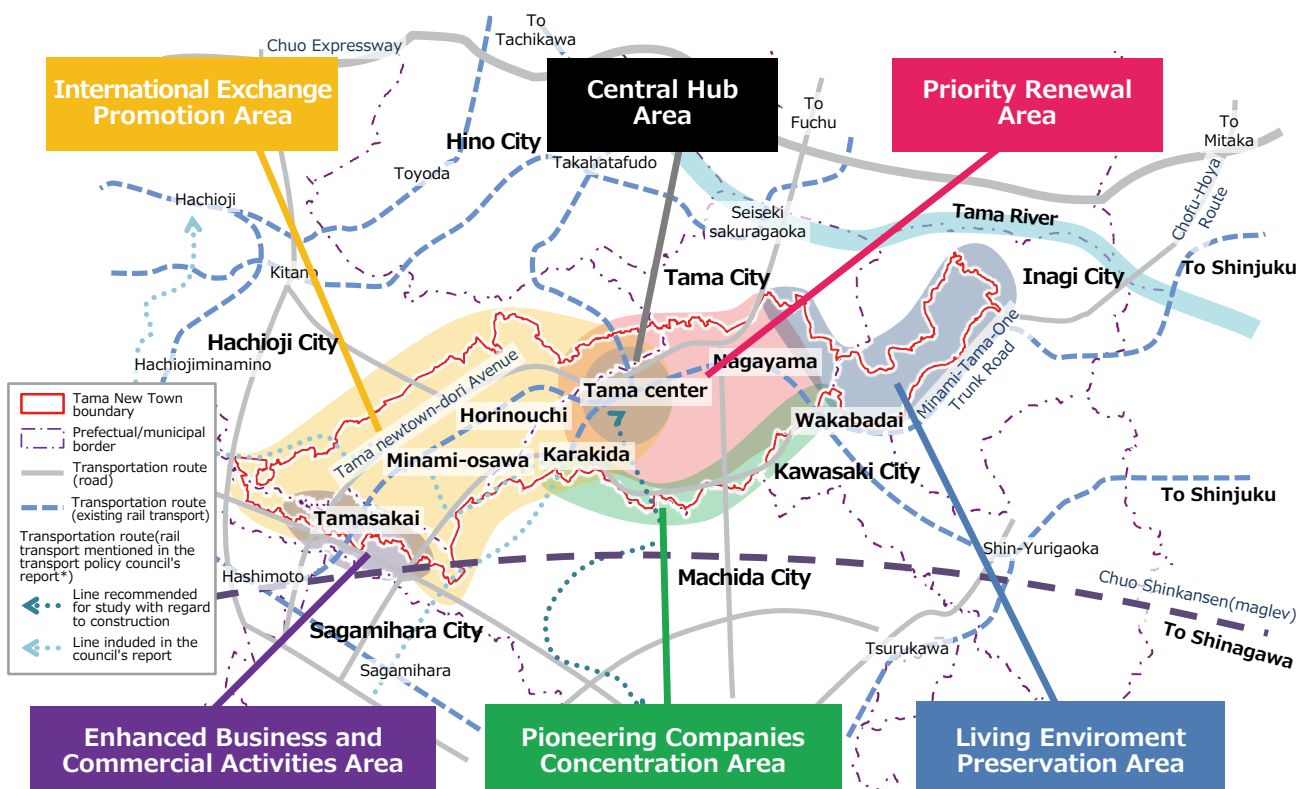 To
Tachikawa
Chuo Expressway
International Exchange
Promotion Area
Central Hub
Area
Priority Renewal
Area
To
Fuchu
To
Mitaka
Hino City
Takahatafudo
Toyoda
Hachioji
Seiseki
sakuragaoka
Tama River
Chofu-Hoya
Route
Kitano
Tama City
Inagi City
To Shinjuku
Hachioji City
Hachiojiminamino
Tama newtown-dori Avenue
Nagayama
Minami-Tama-One
Trunk Road
Tama center
Horinouchi
Wakabadai
Minami-osawa
Karakida
Kawasaki City
To Shinjuku
Tamasakai
Shin-Yurigaoka
Hashimoto
Machida City
Chuo Shinkansen(maglev)
To Shinagawa
Sagamihara City
Sagamihara
Tsurukawa
Tama New Town
boundary
Prefectual/municipal
border
Transportation route
(road)
Transportation route
(existing rail transport)
Transportation route(rail
transport mentioned in the
transport policy council's
report*)
Line recommended
for study with regard
to construction
Line included in the
council's report
Enhanced Business and
Commercial Activities Area
Pioneering Companies
Concentration Area
Living Enviroment
Preservation Area